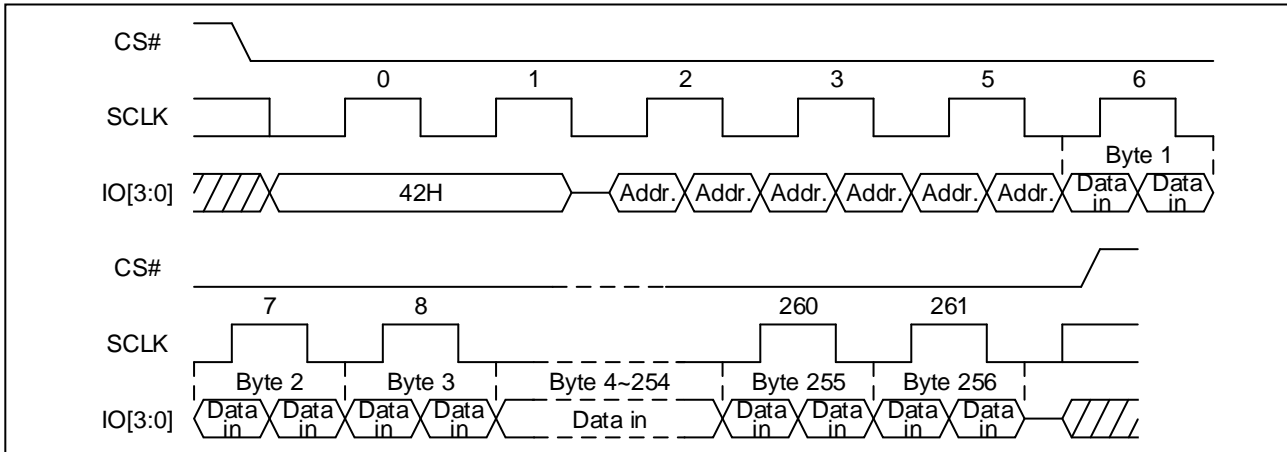 CS#
0 1 2 3 5 6
SCLK
Byte 1
IO[3:0] 42H Addr. Addr. Addr. Addr. Addr. Addr. Data in Data in
CS#
7 8 260 261
SCLK
Byte 2 Byte 3 Byte 4~254 Byte 255 Byte 256
IO[3:0] Data in Data in Data in Data in Data in Data in Data in Data in Data in